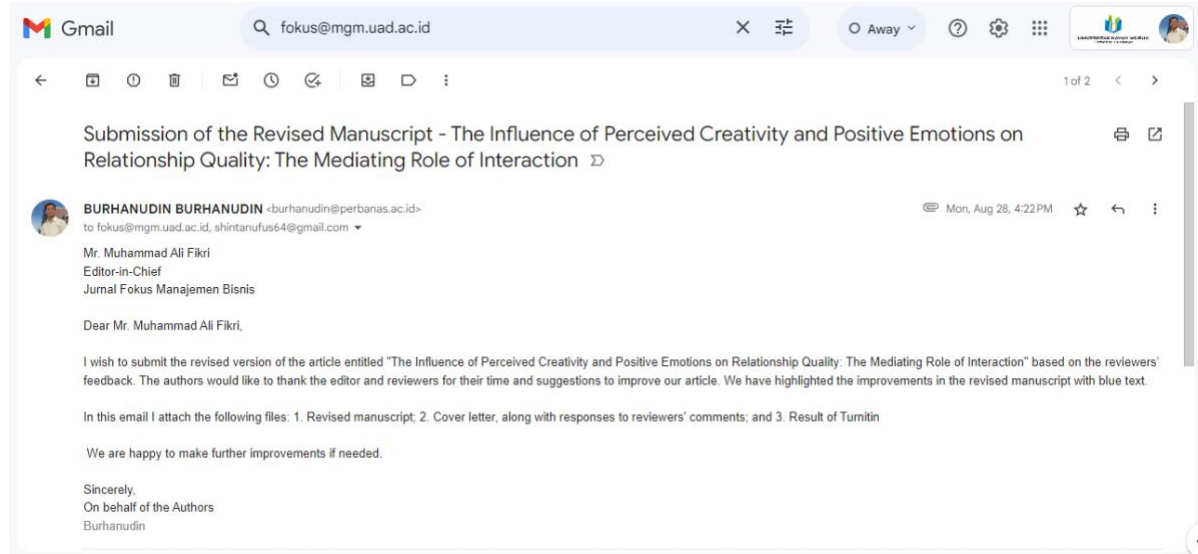 Gmail
fokus@mgm.uad.ac.id
Away
1 of 2
Submission of the Revised Manuscript - The Influence of Perceived Creativity and Positive Emotions on
Relationship Quality: The Mediating Role of Interaction
BURHANUDIN BURHANUDIN <burhanudin@perbanas.ac.id>
Mon, Aug 28, 4:22 PM
to fokus@mgm.uad.ac.id, shintanufus64@gmail.com
Mr. Muhammad Ali Fikri
Editor-in-Chief
Jurnal Fokus Manajemen Bisnis
Dear Mr. Muhammad Ali Fikri,
I wish to submit the revised version of the article entitled "The Influence of Perceived Creativity and Positive Emotions on Relationship Quality: The Mediating Role of Interaction" based on the reviewers'
feedback. The authors would like to thank the editor and reviewers for their time and suggestions to improve our article. We have highlighted the improvements in the revised manuscript with blue text.
In this email I attach the following files: 1. Revised manuscript; 2. Cover letter, along with responses to reviewers' comments; and 3. Result of Turnitin
We are happy to make further improvements if needed.
Sincerely,
On behalf of the Authors
Burhanudin